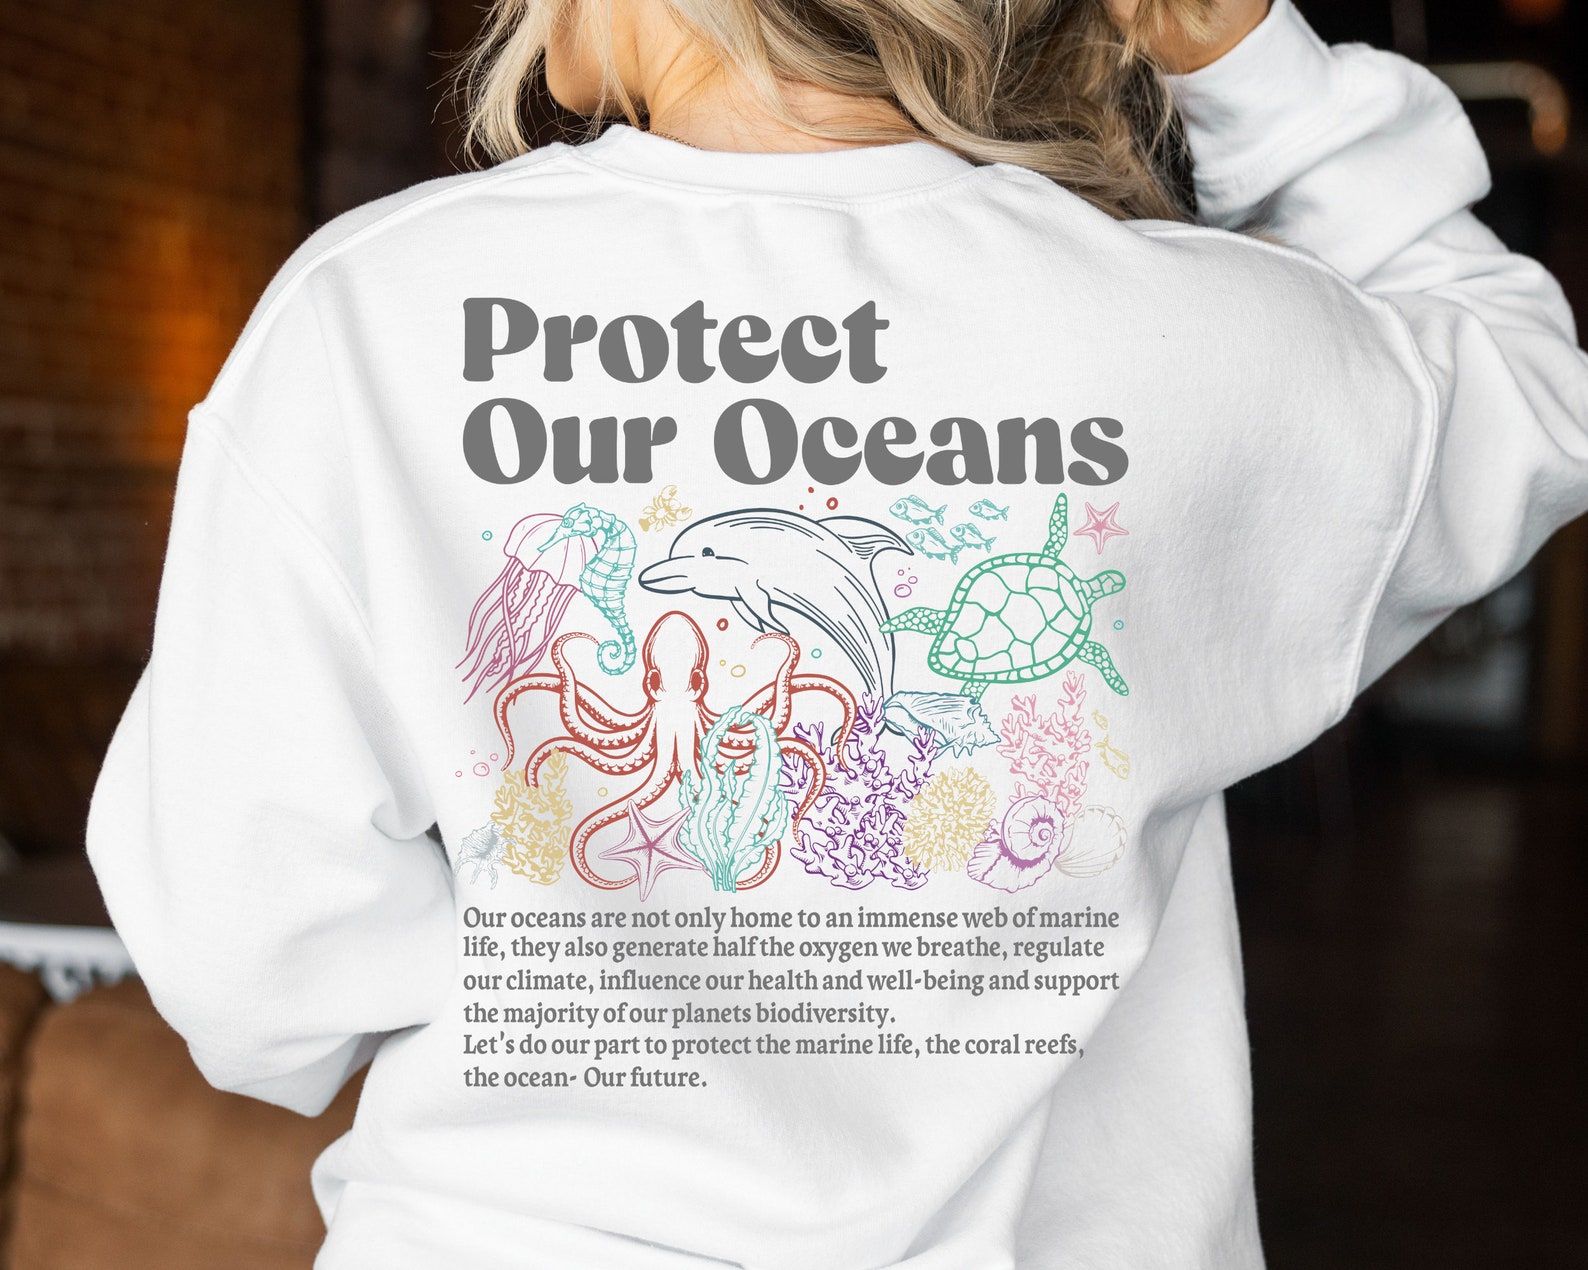 Protect
Our Oceans
Our oceans are not only home to an immense web of marine
life, they also generate half the oxygen we breathe, regulate
our climate, influence our health and well-being and support
the majority of our planets biodiversity.
Let's do our part to protect the marine life, the coral reefs,
the ocean- Our future.